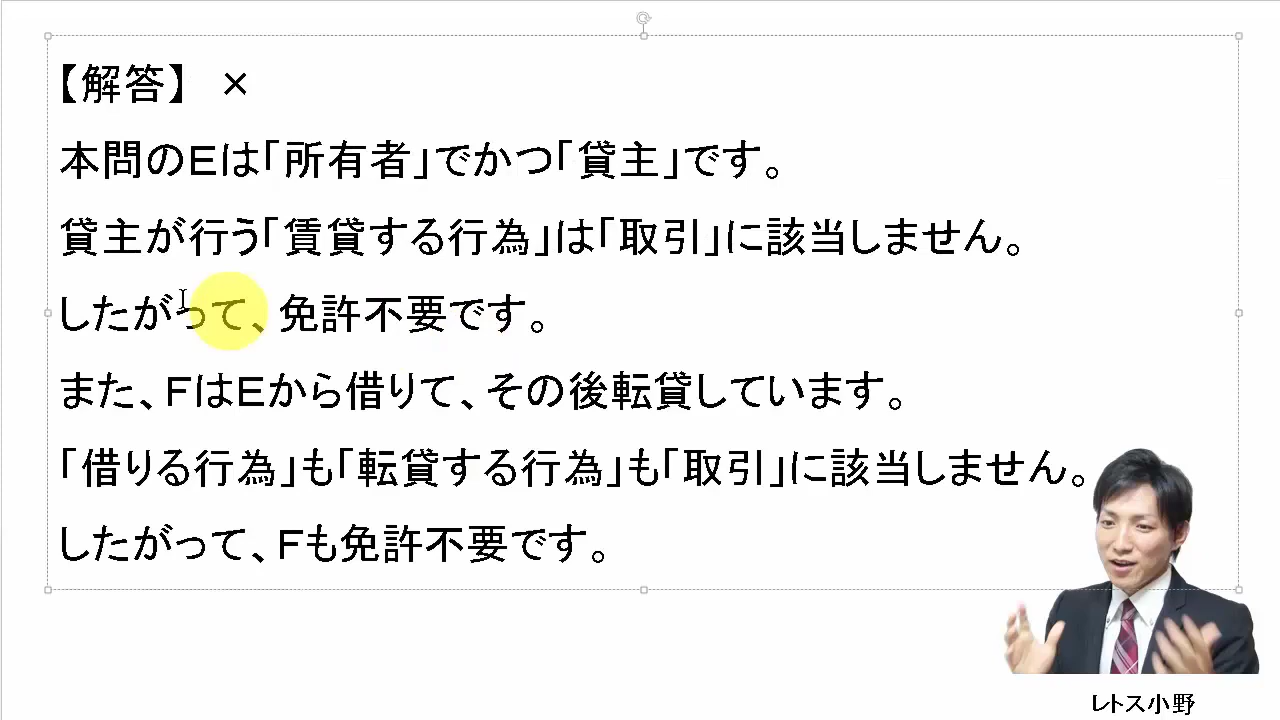 【解答】　×
本問のＥは「所有者」でかつ「貸主」です。
貸主が行う「賃貸する行為」は「取引」に該当しません。
したがって、免許不要です。
また、ＦはＥから借りて、その後転貸しています。
「借りる行為」も「転貸する行為」も「取引」に該当しません。
したがって、Ｆも免許不要です。
レトス小野